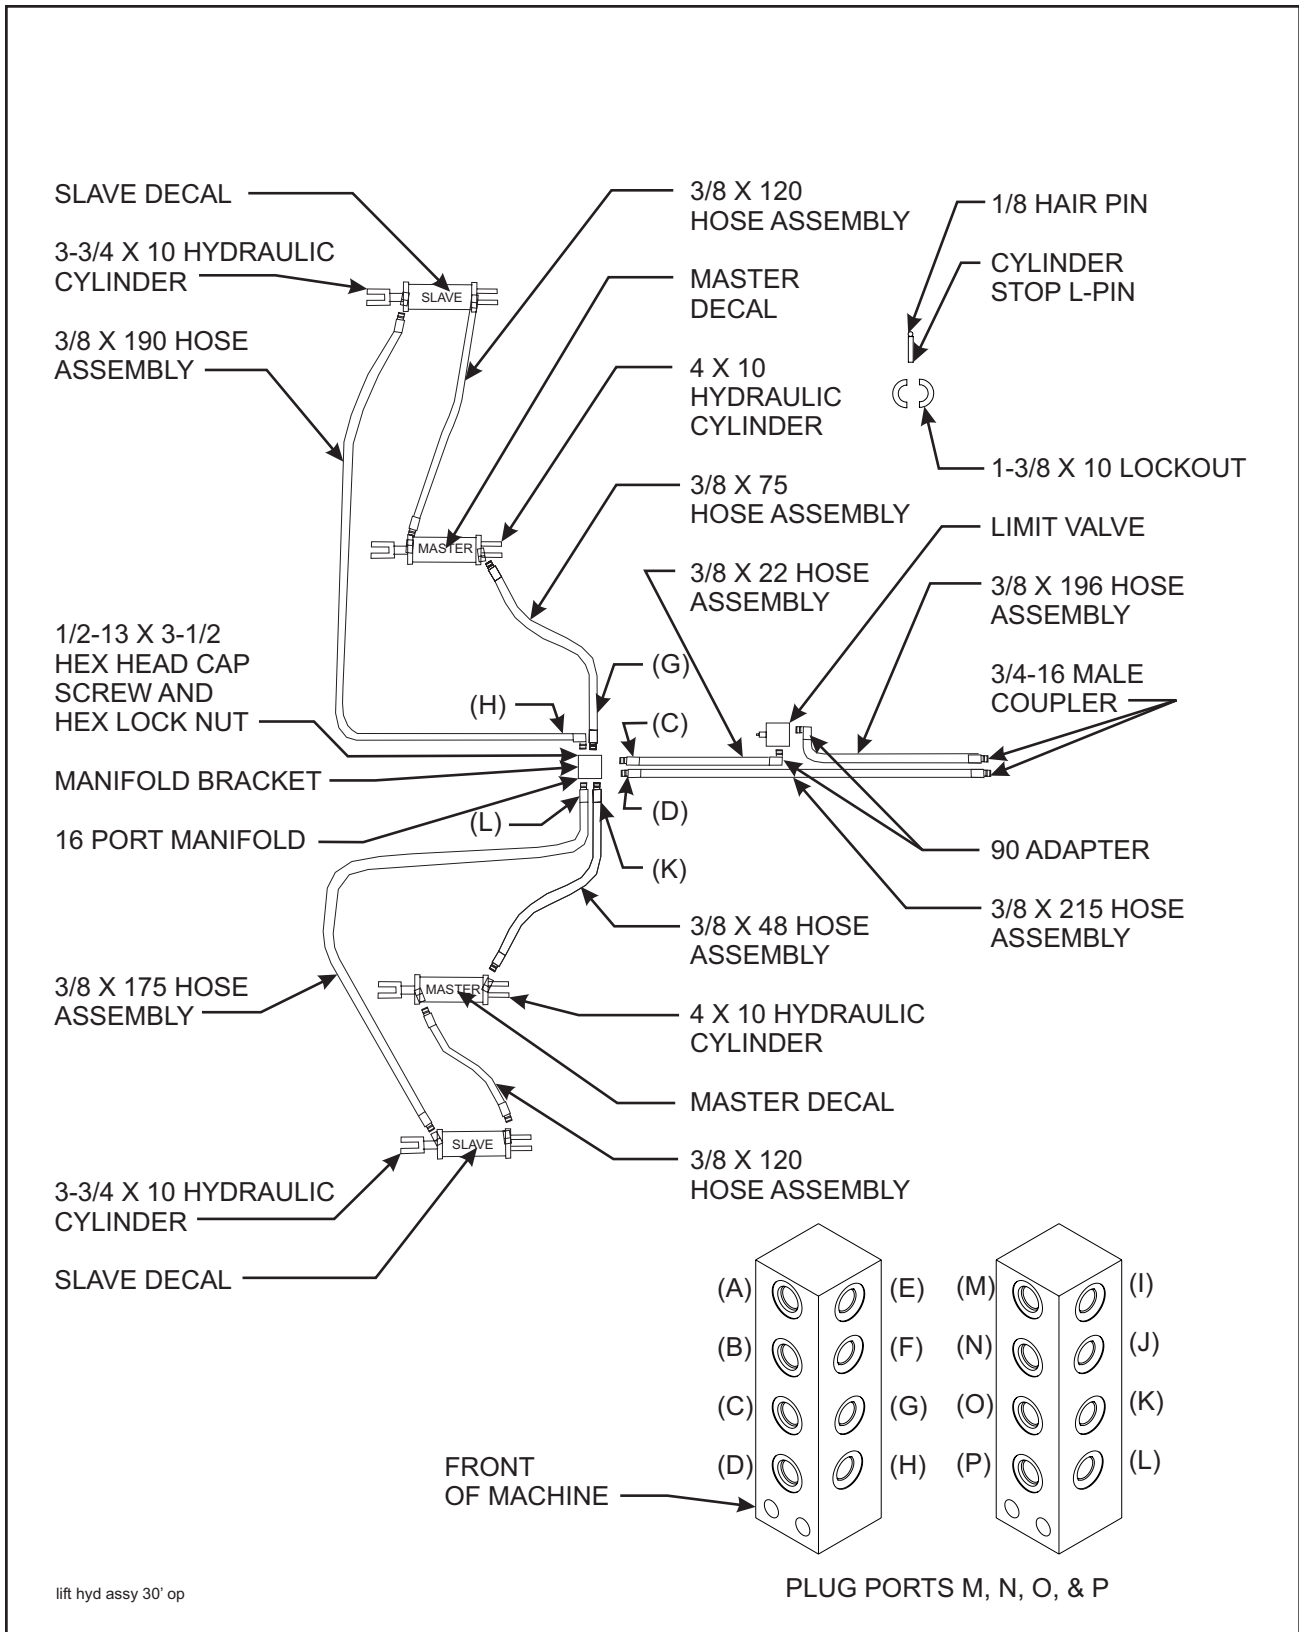 SLAVE DECAL
3-3/4 X 10 HYDRAULIC
CYLINDER
3/8 X 190 HOSE
ASSEMBLY
3/8 X 120
HOSE ASSEMBLY
MASTER
DECAL
4 X 10
HYDRAULIC
CYLINDER
3/8 X 75
HOSE ASSEMBLY
1/8 HAIR PIN
CYLINDER
STOP L-PIN
1-3/8 X 10 LOCKOUT
LIMIT VALVE
SLAVE
MASTER
3/8 X 22 HOSE
ASSEMBLY
3/8 X 196 HOSE
ASSEMBLY
3/4-16 MALE
COUPLER
1/2-13 X 3-1/2
HEX HEAD CAP
SCREW AND
HEX LOCK NUT
MANIFOLD BRACKET
16 PORT MANIFOLD
(H)
(G)
(C)
(D)
(L)
(K)
90 ADAPTER
3/8 X 215 HOSE
ASSEMBLY
3/8 X 48 HOSE
ASSEMBLY
3/8 X 175 HOSE
ASSEMBLY
MASTER
4 X 10 HYDRAULIC
CYLINDER
MASTER DECAL
SLAVE
3/8 X 120
HOSE ASSEMBLY
3-3/4 X 10 HYDRAULIC
CYLINDER
SLAVE DECAL
(A)
(E)
(M)
(I)
(B)
(F)
(N)
(J)
(C)
(G)
(O)
(K)
(D)
(H)
(P)
(L)
FRONT
OF MACHINE
PLUG PORTS M, N, O, & P
lift hyd assy 30' op